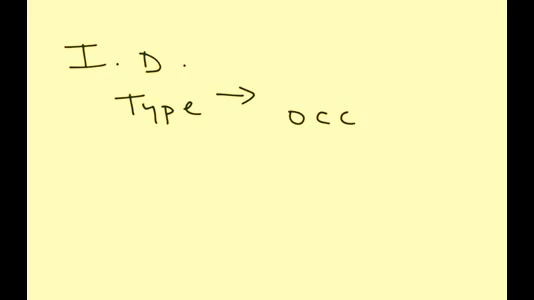 I. D.
Type → occ